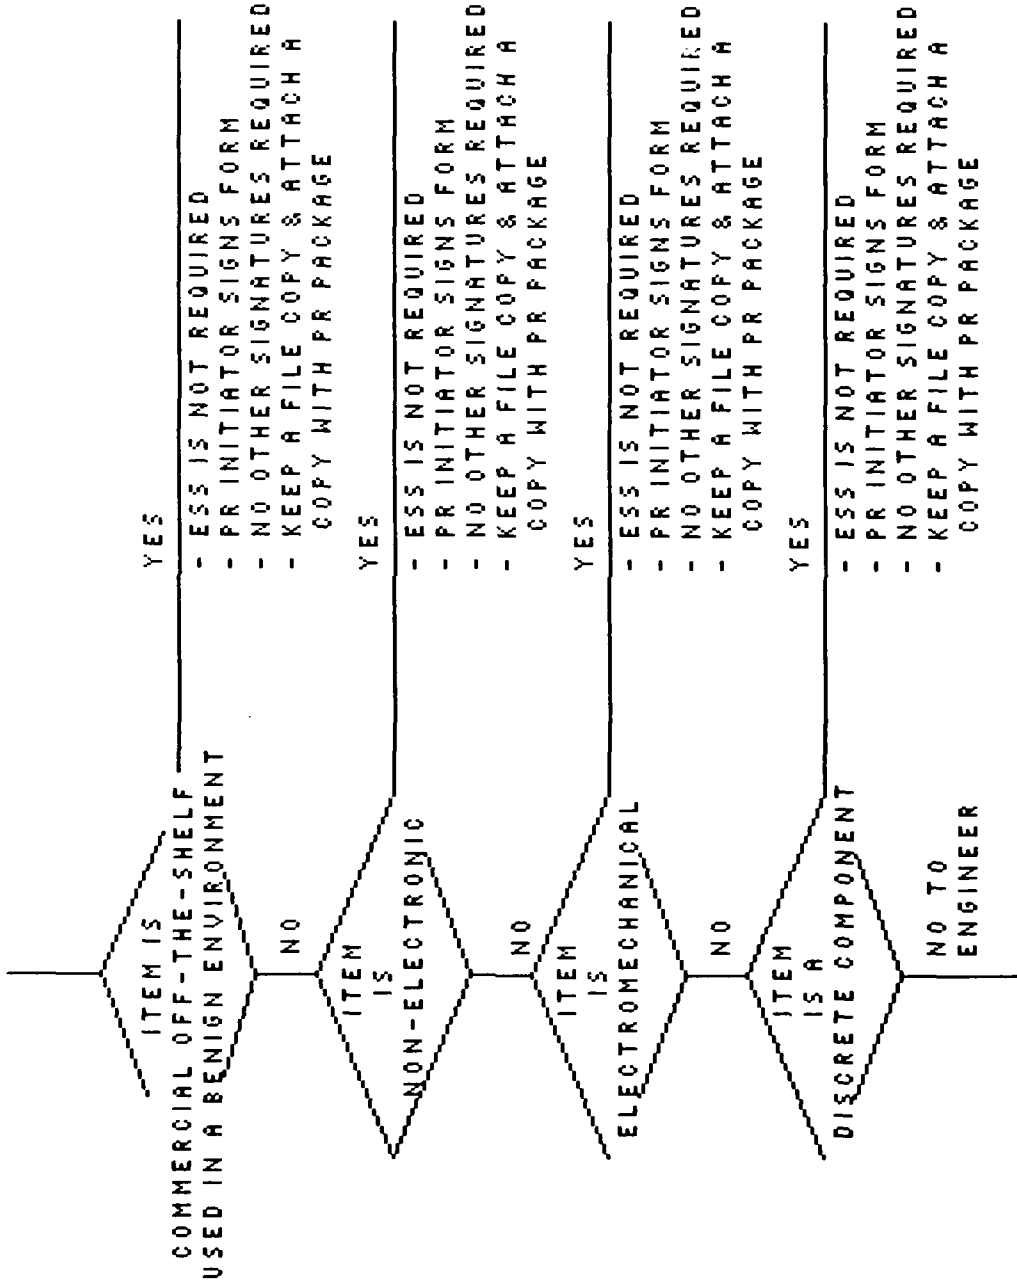 ITEM IS
COMMERCIAL OFF-THE-SHELF
USED IN A BENIGN ENVIRONMENT
YES
- ESS IS NOT REQUIRED
- PR INITIATOR SIGNS FORM
- NO OTHER SIGNATURES REQUIRED
- KEEP A FILE COPY & ATTACH A
COPY WITH PR PACKAGE
NO
ITEM
IS
NON-ELECTRONIC
YES
- ESS IS NOT REQUIRED
- PR INITIATOR SIGNS FORM
- NO OTHER SIGNATURES REQUIRED
- KEEP A FILE COPY & ATTACH A
COPY WITH PR PACKAGE
NO
ITEM
IS
ELECTROMECHANICAL
YES
- ESS IS NOT REQUIRED
- PR INITIATOR SIGNS FORM
- NO OTHER SIGNATURES REQUIRED
- KEEP A FILE COPY & ATTACH A
COPY WITH PR PACKAGE
NO
ITEM
IS A
DISCRETE COMPONENT
YES
- ESS IS NOT REQUIRED
- PR INITIATOR SIGNS FORM
- NO OTHER SIGNATURES REQUIRED
- KEEP A FILE COPY & ATTACH A
COPY WITH PR PACKAGE
NO TO
ENGINEER